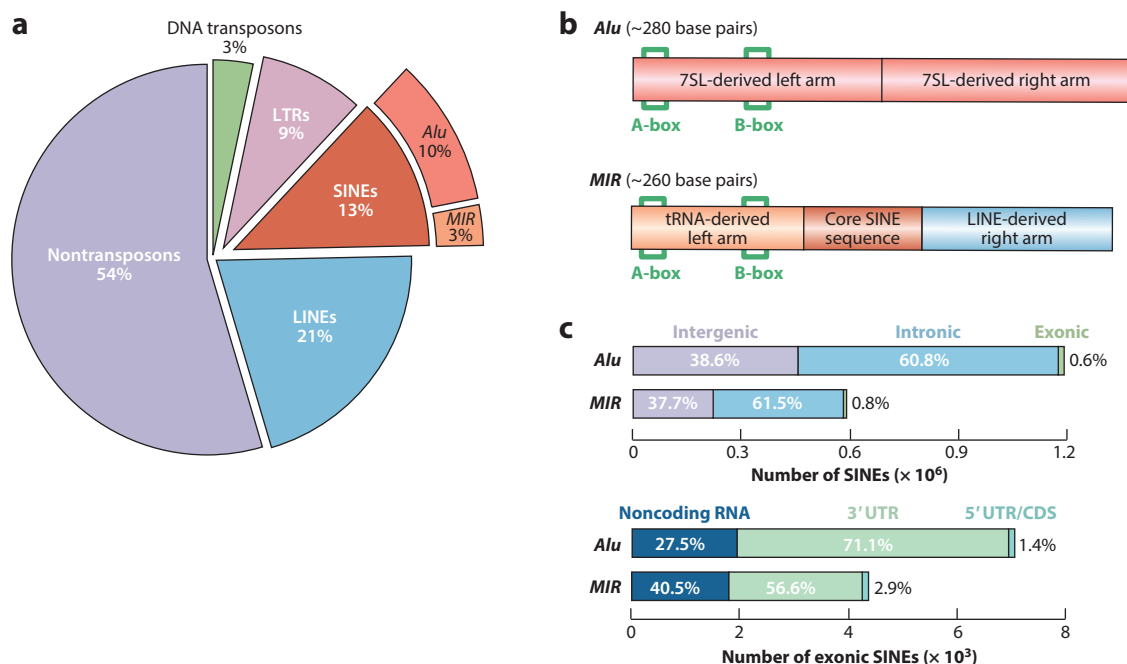 a
DNA transposons
3%
LTRs
9%
Alu
10%
SINEs
13%
MIR
3%
Nontransposons
54%
LINEs
21%
b
Alu (~280 base pairs)
7SL-derived left arm
7SL-derived right arm
A-box
B-box
MIR (~260 base pairs)
tRNA-derived
left arm
Core SINE
sequence
LINE-derived
right arm
A-box
B-box
c
Intergenic
Intronic
Exonic
Alu
38.6%
60.8%
0.6%
MIR
37.7%
61.5%
0.8%
0
0.3
0.6
0.9
1.2
Number of SINEs (× 10⁶)
Noncoding RNA
3′ UTR
5′ UTR/CDS
Alu
27.5%
71.1%
1.4%
MIR
40.5%
56.6%
2.9%
0
2
4
6
8
Number of exonic SINEs (× 10³)